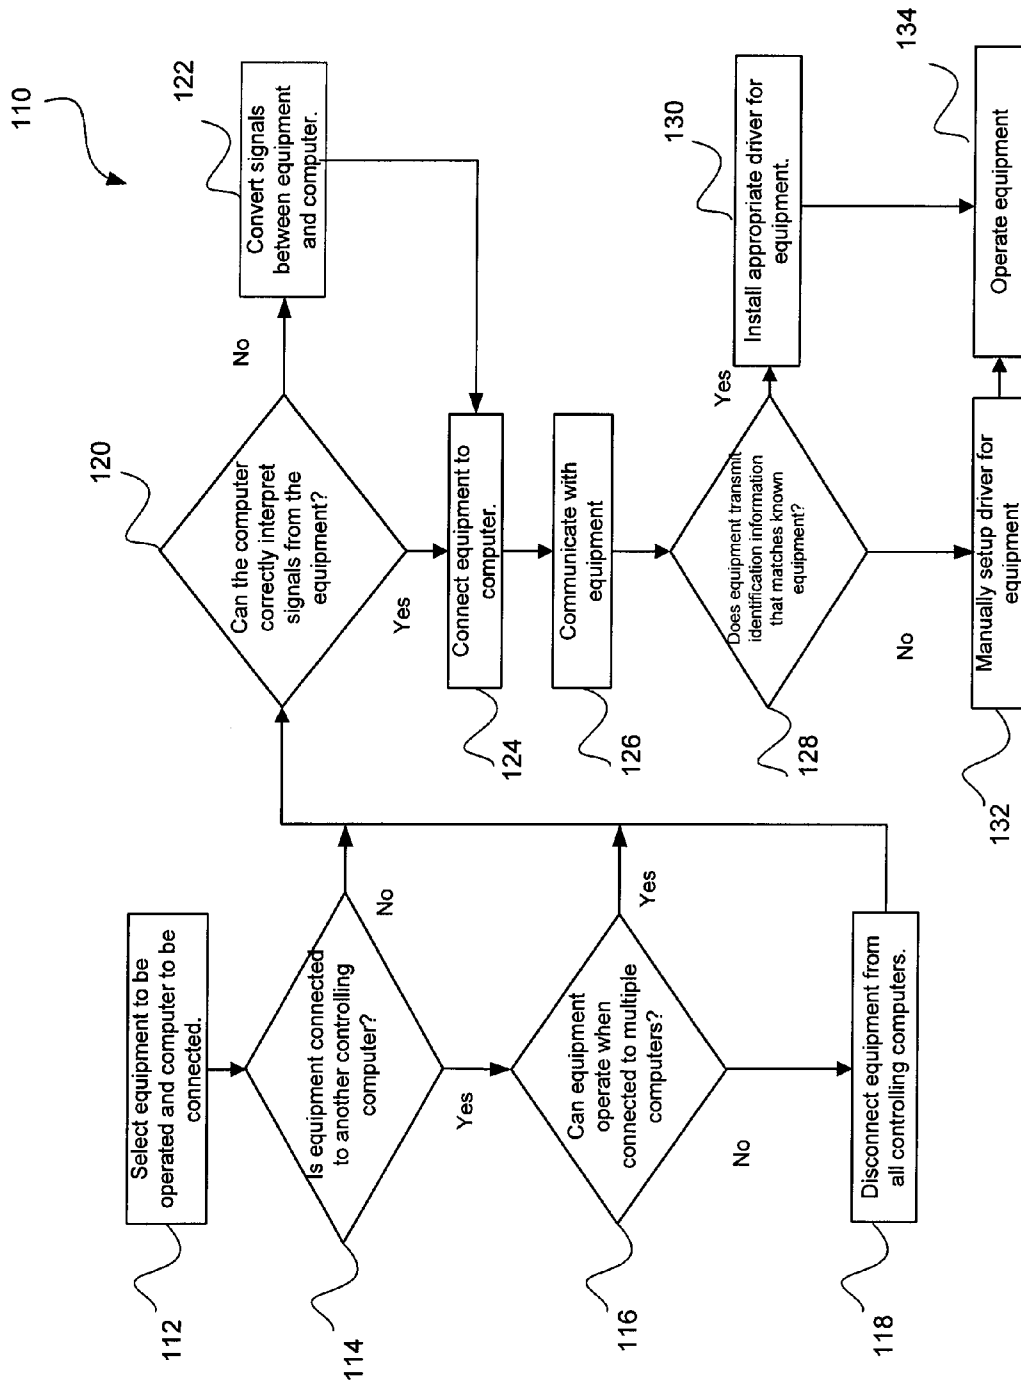 110
Select equipment to be
operated and computer to be
connected.
112
Is equipment connected
to another controlling
computer?
114
No
Yes
Can equipment
operate when
connected to multiple
computers?
116
Yes
No
Disconnect equipment from
all controlling computers.
118
Can the computer
correctly interpret
signals from the
equipment?
120
No
Yes
Convert signals
between equipment
and computer.
122
Connect equipment to
computer.
124
Communicate with
equipment
126
Does equipment transmit
identification information
that matches known
equipment?
128
Yes
No
Install appropriate driver for
equipment.
130
Manually setup driver for
equipment
132
Operate equipment
134